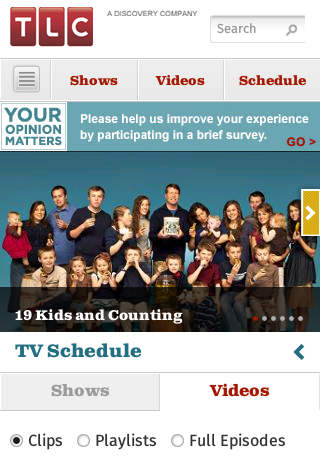 TLC
A DISCOVERY COMPANY
Search
Shows
Videos
Schedule
YOUR
OPINION
MATTERS
Please help us improve your experience
by participating in a brief survey.
GO >
19 Kids and Counting
TV Schedule
Shows
Videos
Clips
Playlists
Full Episodes